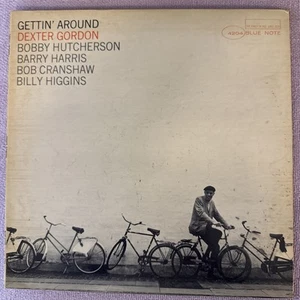 GETTIN' AROUND
DEXTER GORDON
BOBBY HUTCHERSON
BARRY HARRIS
BOB CRANSHAW
BILLY HIGGINS
BLUE NOTE